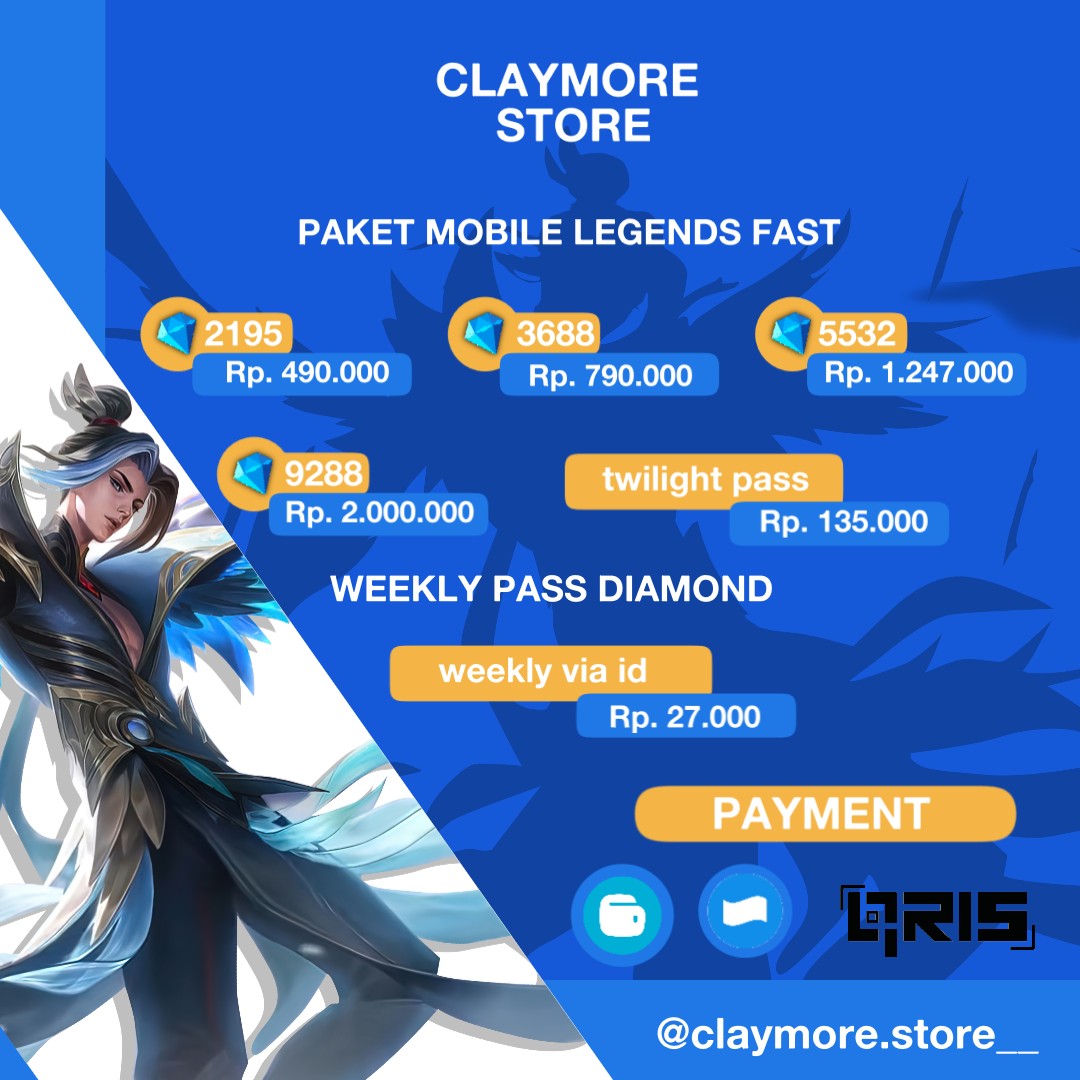 CLAYMORE
STORE
PAKET MOBILE LEGENDS FAST
2195
Rp. 490.000
3688
Rp. 790.000
5532
Rp. 1.247.000
9288
Rp. 2.000.000
twilight pass
Rp. 135.000
WEEKLY PASS DIAMOND
weekly via id
Rp. 27.000
PAYMENT
QRIS
@claymore.store__